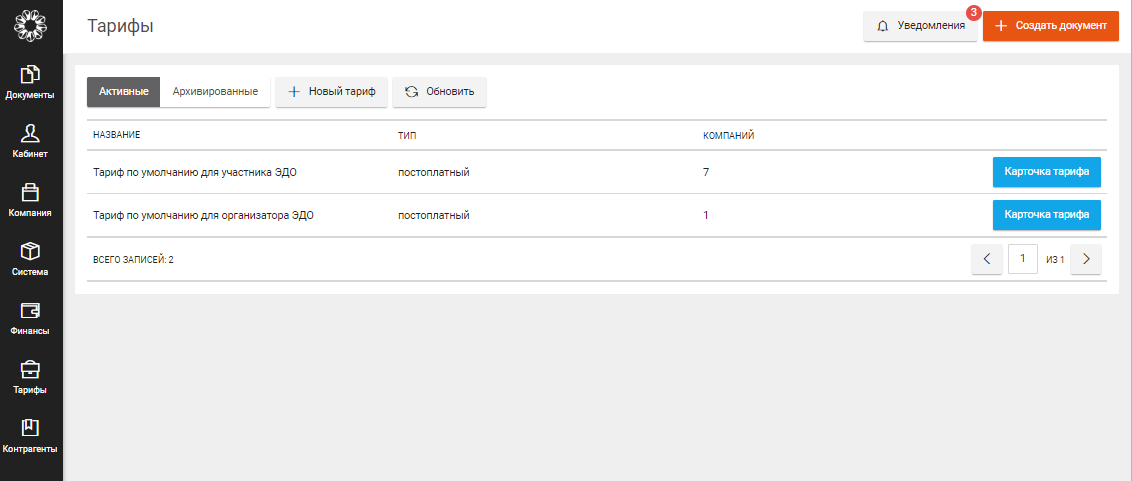 Тарифы
Уведомления
3
Создать документ
Документы
Кабинет
Компания
Система
Финансы
Тарифы
Контрагенты
Активные Архивированные Новый тариф Обновить
НАЗВАНИЕ ТИП КОМПАНИЙ
Тариф по умолчанию для участника ЭДО постоплатный 7 Карточка тарифа
Тариф по умолчанию для организатора ЭДО постоплатный 1 Карточка тарифа
ВСЕГО ЗАПИСЕЙ: 2 1 ИЗ 1